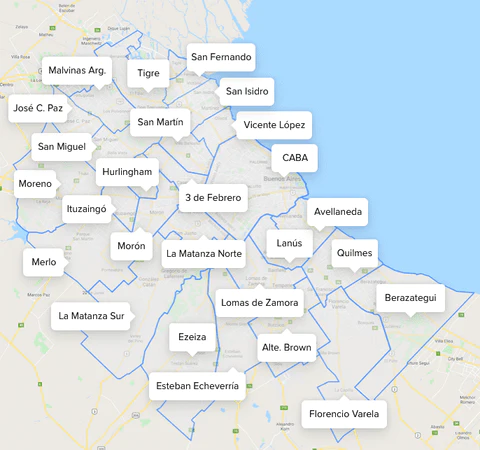 San Fernando
Malvinas Arg.
Tigre
San Isidro
José C. Paz
San Martín
Vicente López
San Miguel
CABA
Hurlingham
Buenos Aires
Moreno
3 de Febrero
Ituzaingó
Avellaneda
Morón
Lanús
La Matanza Norte
Quilmes
Merlo
Berazategui
Lomas de Zamora
La Matanza Sur
Ezeiza
Alte. Brown
Esteban Echeverría
Florencio Varela